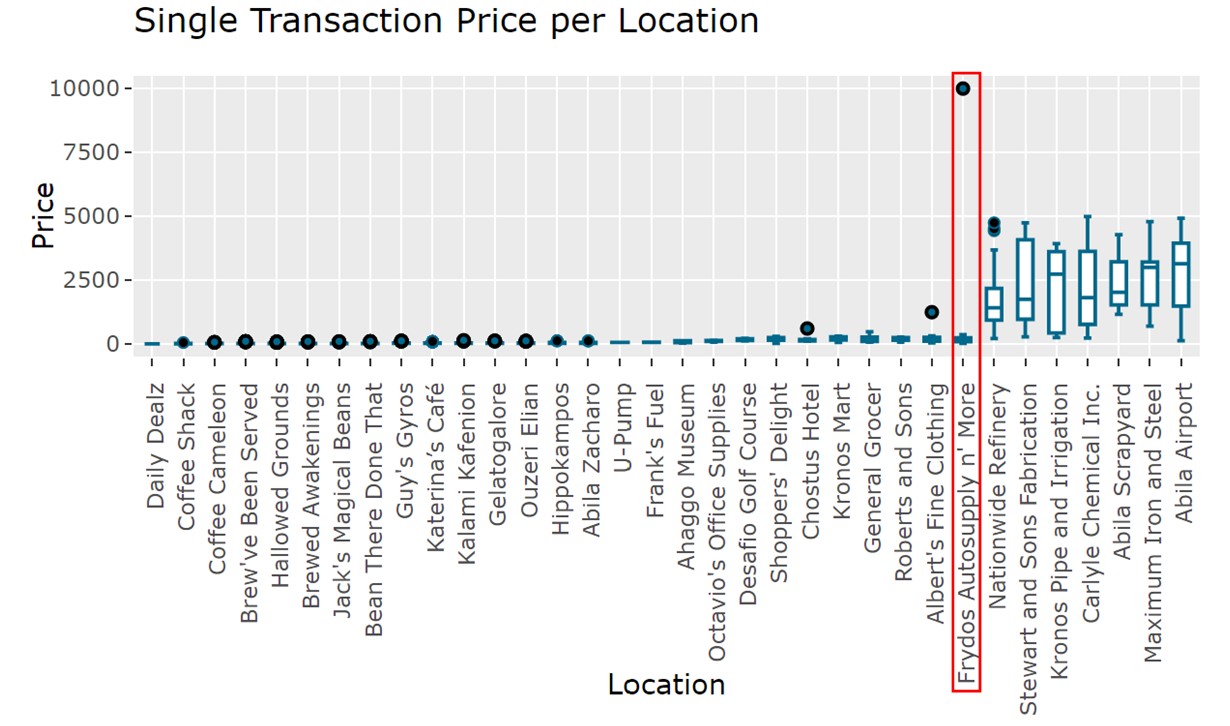 Single Transaction Price per Location
Price
10000
7500
5000
2500
0
Daily Dealz
Coffee Shack
Coffee Cameleon
Brew've Been Served
Hallowed Grounds
Brewed Awakenings
Jack's Magical Beans
Bean There Done That
Guy's Gyros
Katerina's Café
Kalami Kafenion
Gelatogalore
Ouzeri Elian
Hippokampos
Abila Zacharo
U-Pump
Frank's Fuel
Ahaggo Museum
Octavio's Office Supplies
Desafio Golf Course
Shoppers' Delight
Chostus Hotel
Kronos Mart
General Grocer
Roberts and Sons
Albert's Fine Clothing
Frydos Autosupply n' More
Nationwide Refinery
Stewart and Sons Fabrication
Kronos Pipe and Irrigation
Carlyle Chemical Inc.
Abila Scrapyard
Maximum Iron and Steel
Abila Airport
Location